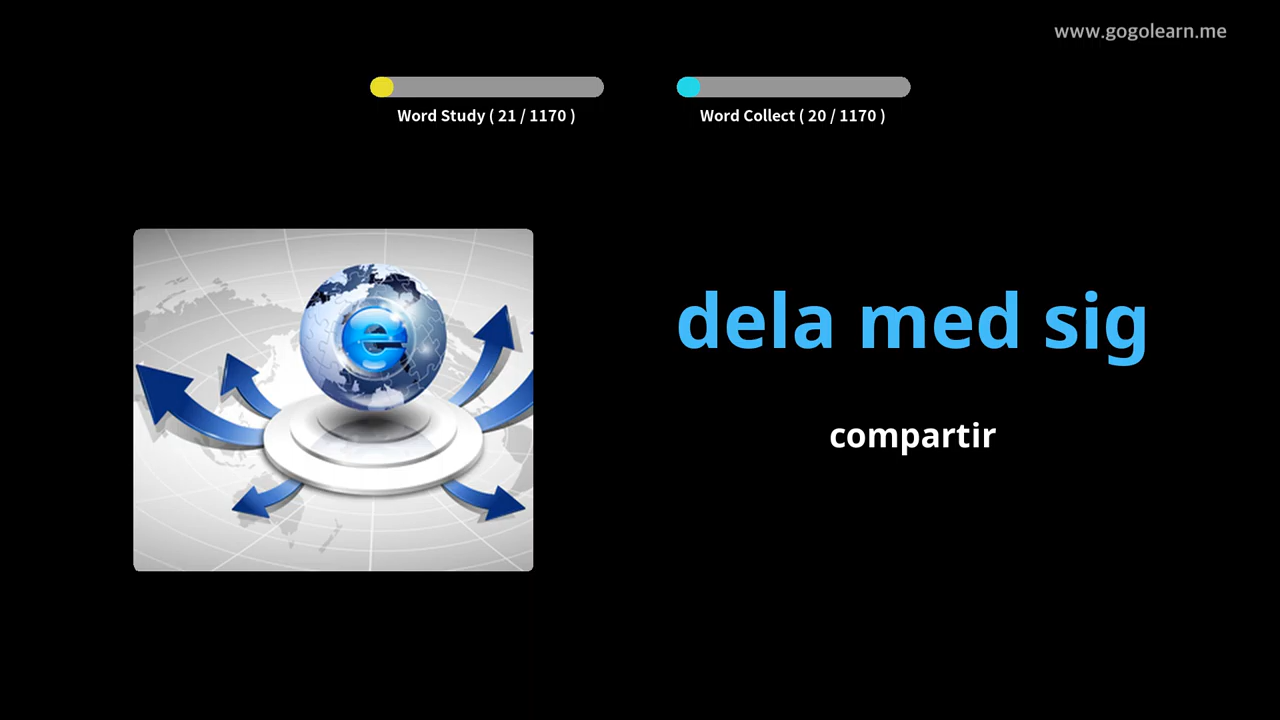 www.gogolearn.me
Word Study ( 21 / 1170 )
Word Collect ( 20 / 1170 )
e
dela med sig
compartir